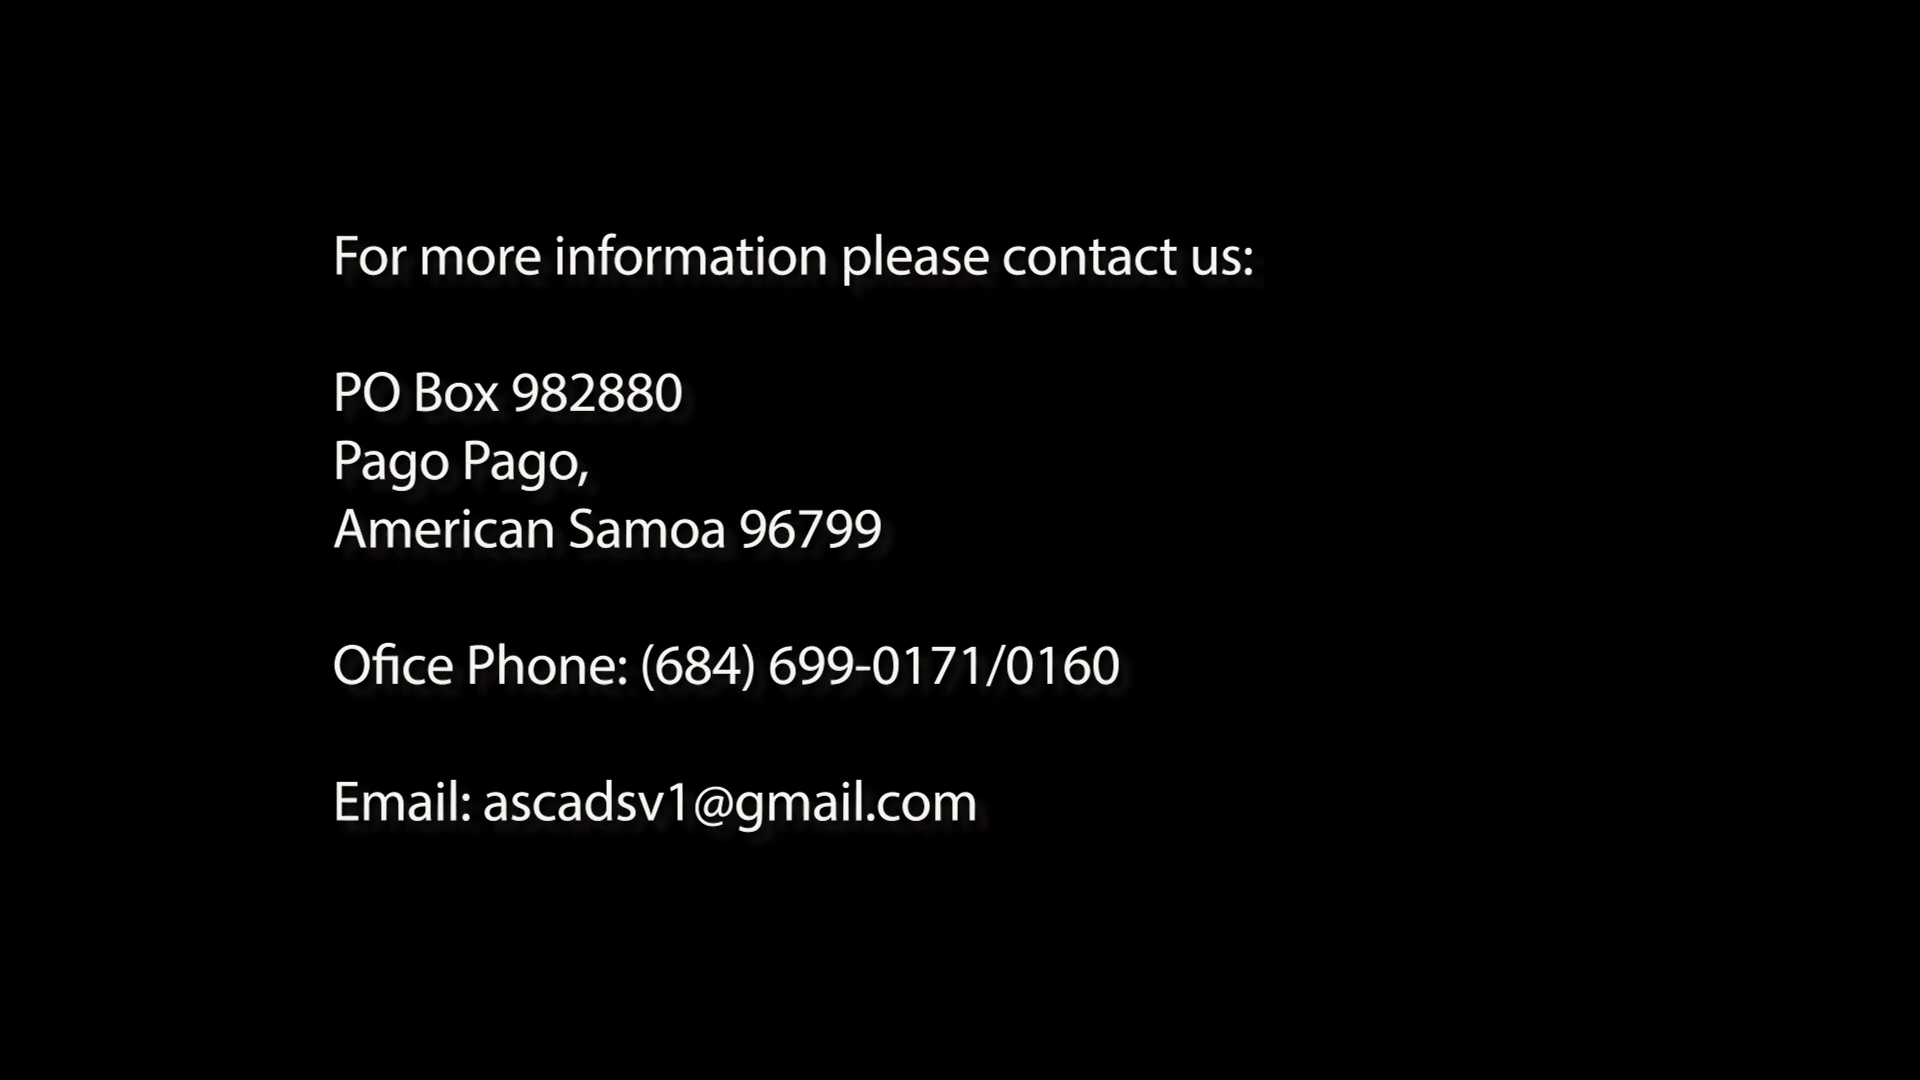 For more information please contact us:
PO Box 982880
Pago Pago,
American Samoa 96799
Ofice Phone: (684) 699-0171/0160
Email: ascadsv1@gmail.com